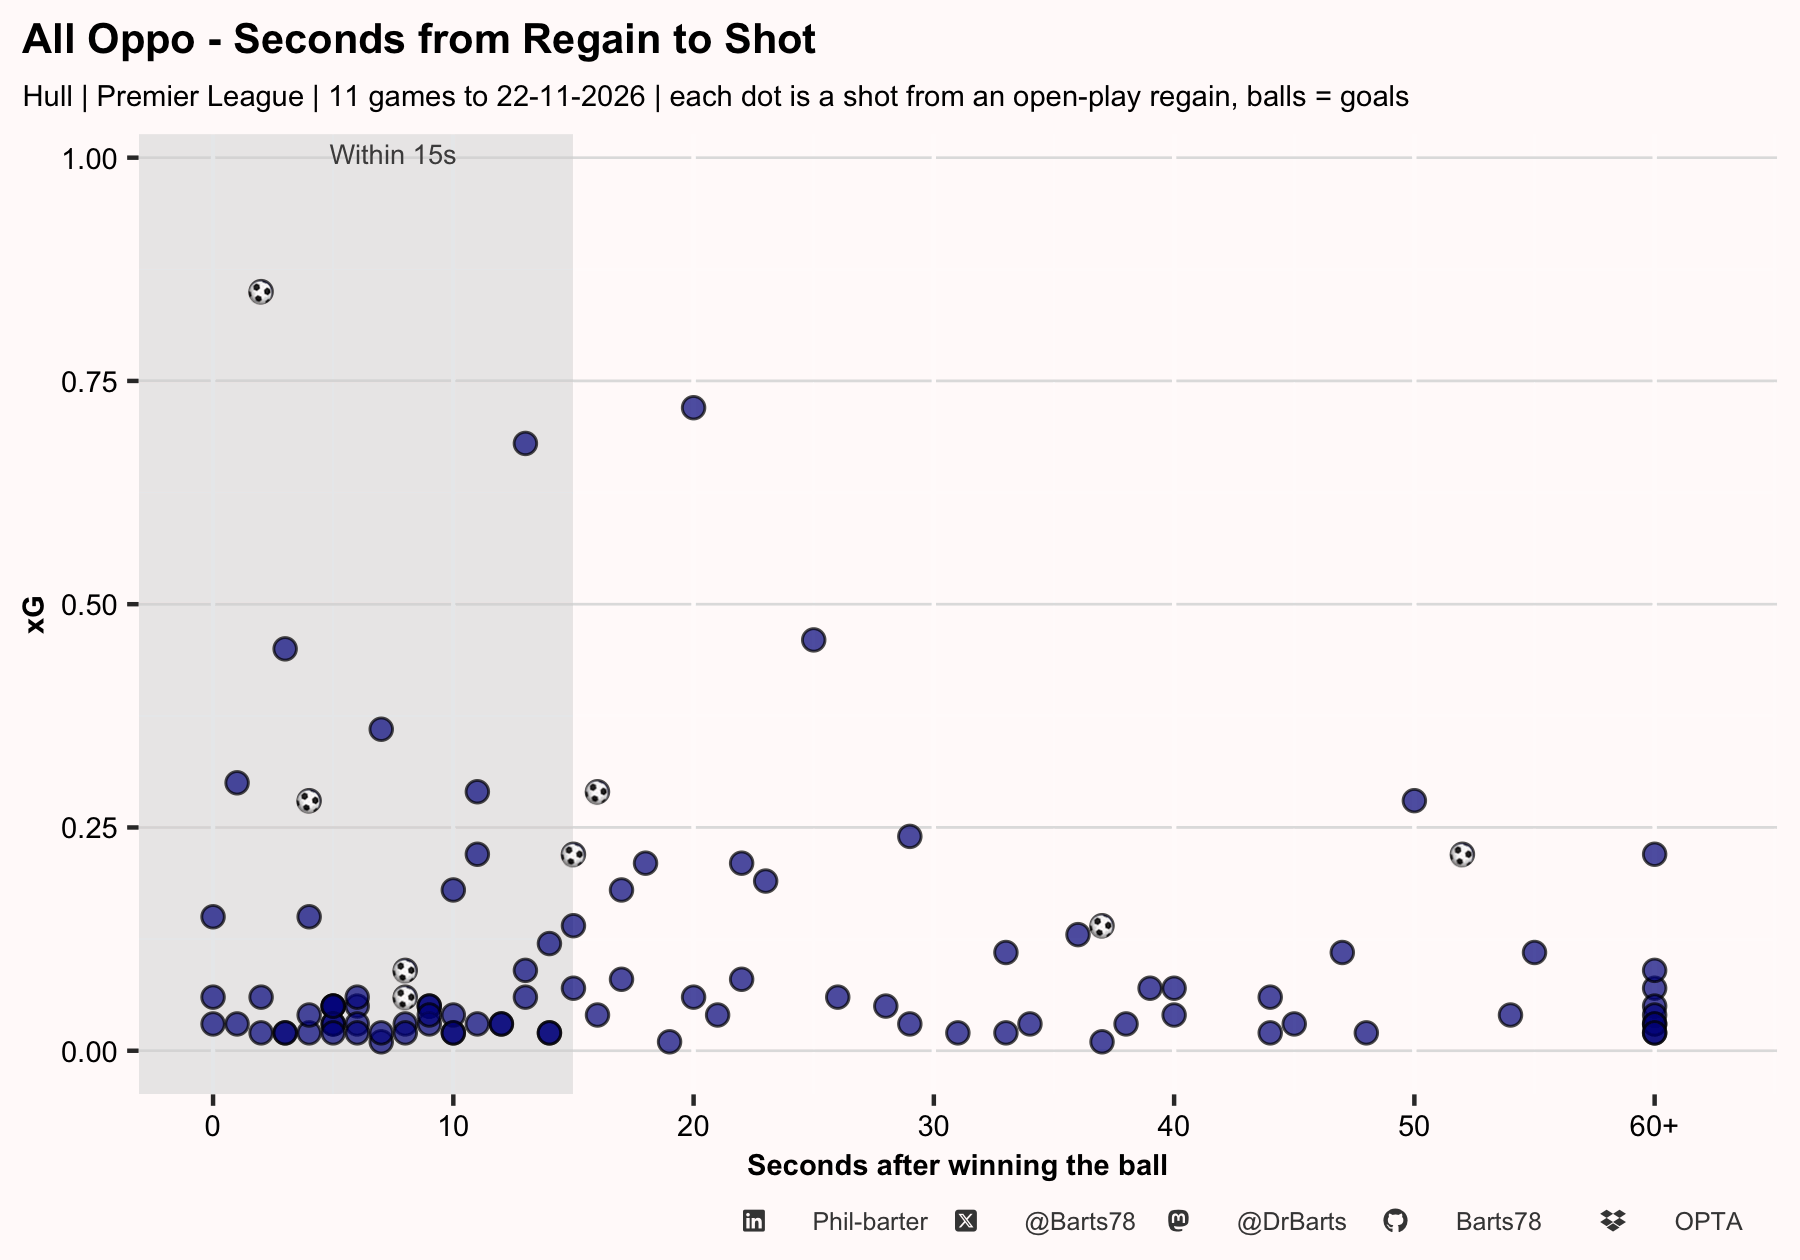 All Oppo - Seconds from Regain to Shot
Hull | Premier League | 11 games to 22-11-2026 | each dot is a shot from an open-play regain, balls = goals
Within 15s
1.00
0.75
0.50
0.25
0.00
xG
0 10 20 30 40 50 60+
Seconds after winning the ball
Phil-barter @Barts78 @DrBarts Barts78 OPTA